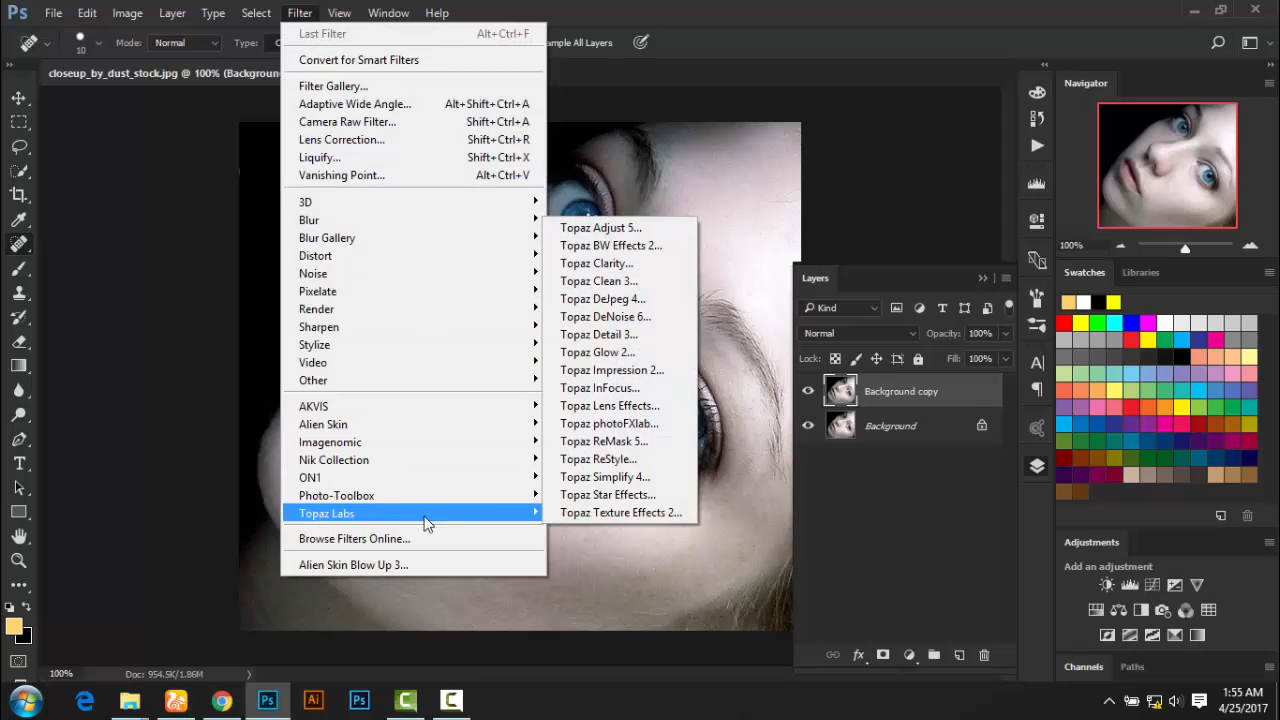 Ps File Edit Image Layer Type Select Filter View Window Help
10 Mode: Normal Type: C
ample All Layers
closeup_by_dust_stock.jpg @ 100% (Background
Last Filter Alt+Ctrl+F
Convert for Smart Filters
Filter Gallery...
Adaptive Wide Angle... Alt+Shift+Ctrl+A
Camera Raw Filter... Shift+Ctrl+A
Lens Correction... Shift+Ctrl+R
Liquify... Shift+Ctrl+X
Vanishing Point... Alt+Ctrl+V
3D
Blur
Blur Gallery
Distort
Noise
Pixelate
Render
Sharpen
Stylize
Video
Other
AKVIS
Alien Skin
Imagenomic
Nik Collection
ON1
Photo-Toolbox
Topaz Labs
Browse Filters Online...
Alien Skin Blow Up 3...
Topaz Adjust 5...
Topaz BW Effects 2...
Topaz Clarity...
Topaz Clean 3...
Topaz DeJpeg 4...
Topaz DeNoise 6...
Topaz Detail 3...
Topaz Glow 2...
Topaz Impression 2...
Topaz InFocus...
Topaz Lens Effects...
Topaz photoFXlab...
Topaz ReMask 5...
Topaz ReStyle...
Topaz Simplify 4...
Topaz Star Effects...
Topaz Texture Effects 2...
Layers
Kind
Normal Opacity: 100%
Lock: Fill: 100%
Background copy
Background
fx
Navigator
100%
Swatches Libraries
Adjustments
Add an adjustment
Channels Paths
100% Doc: 954.5K/1.86M
Ps Ai Ps
1:55 AM
4/25/2017